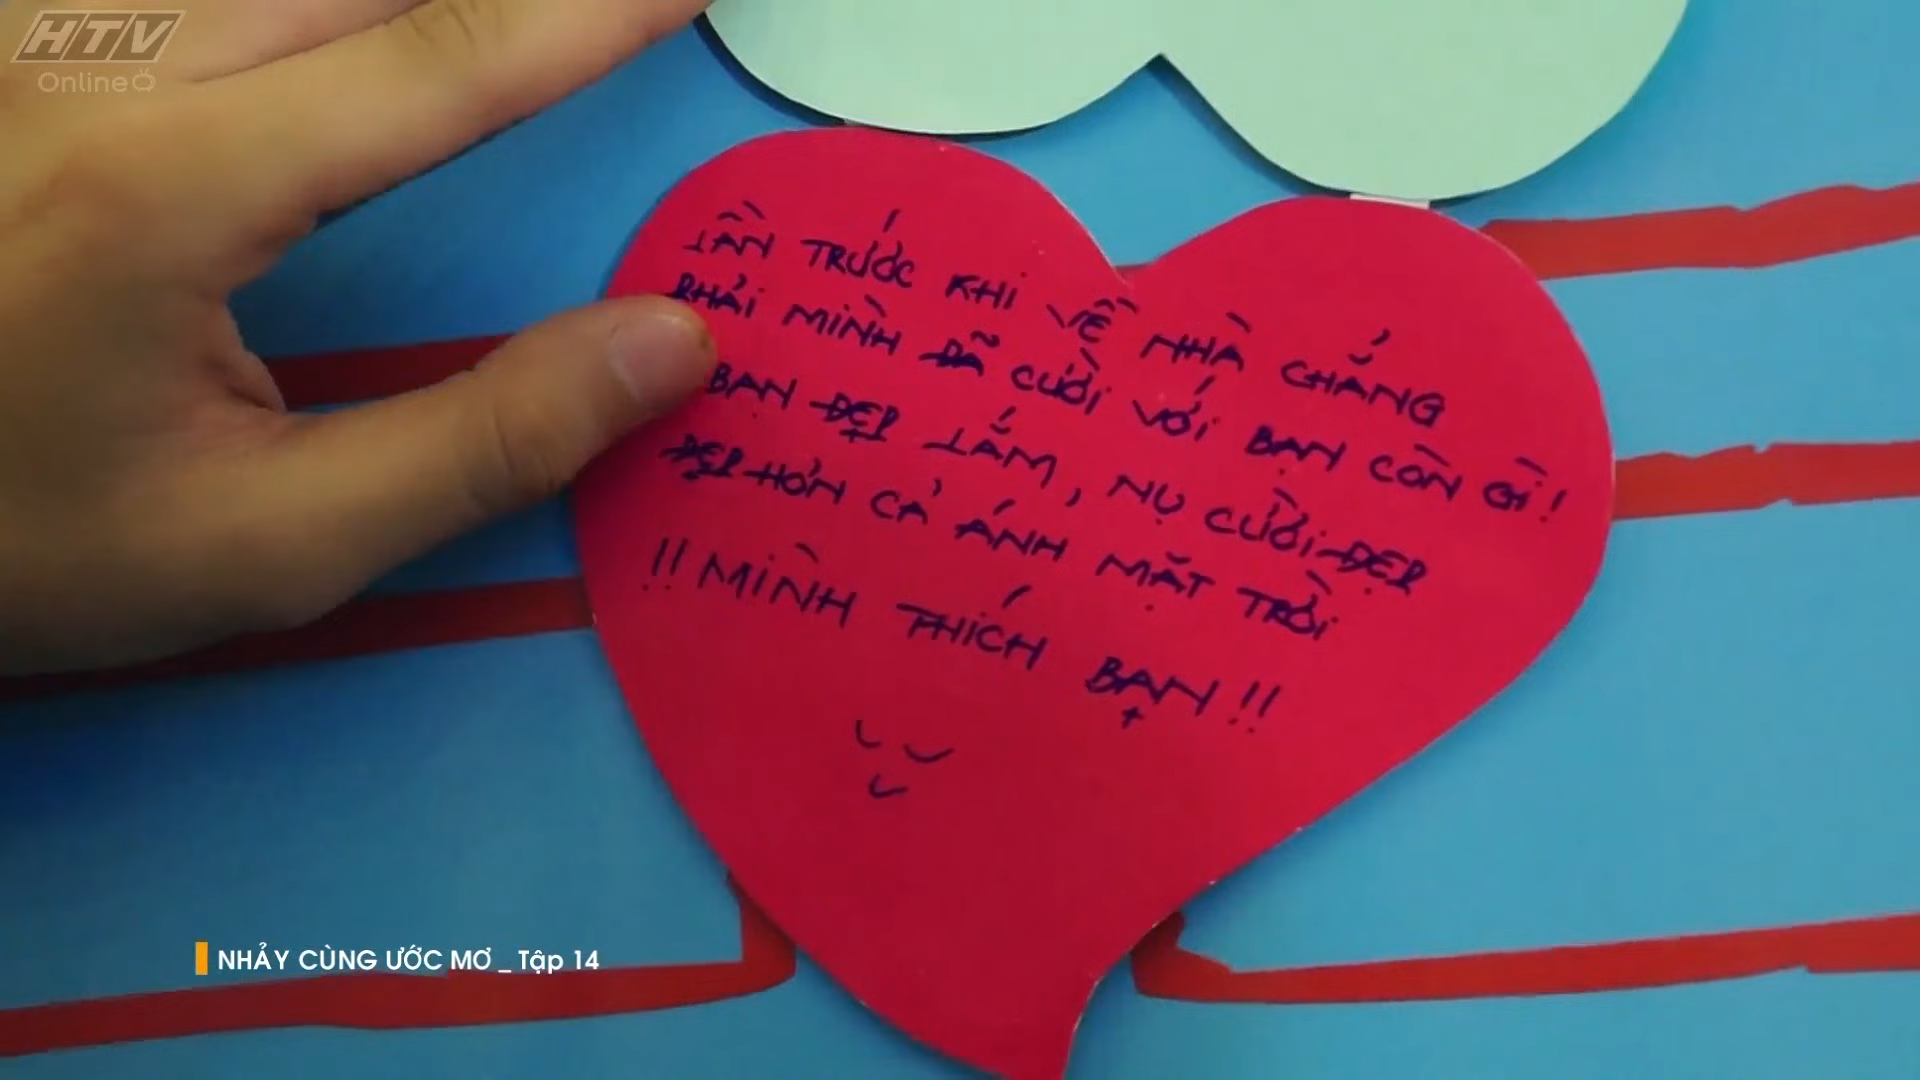 HTV
Online
LẦN TRƯỚC KHI VỀ NHÀ CHẲNG
PHẢI MÌNH ĐÃ CƯỜI VỚI BẠN CÒN GÌ!
BẠN ĐẸP LẮM, NỤ CƯỜI ĐẸP
ĐẸP HƠN CẢ ÁNH MẶT TRỜI
!! MÌNH THÍCH BẠN !!
NHẢY CÙNG ƯỚC MƠ _ Tập 14